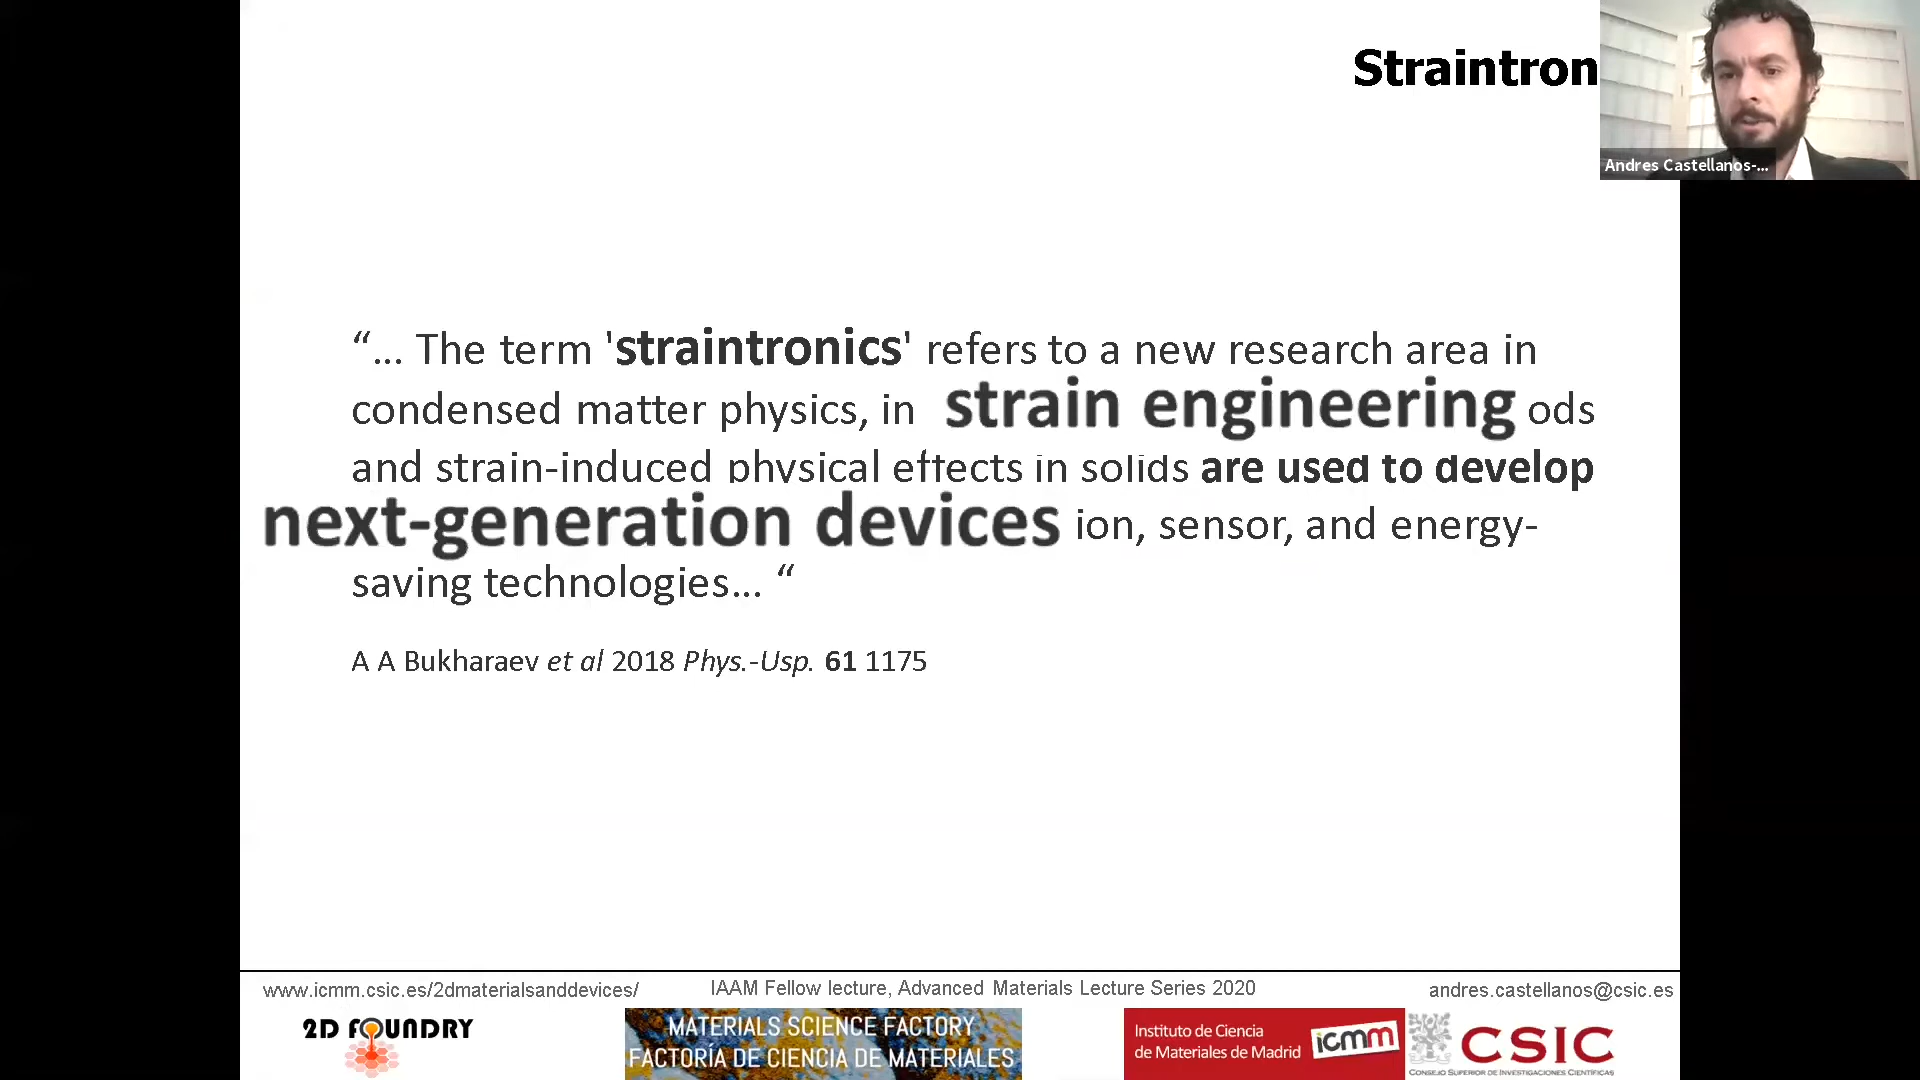 Straintron
Andres Castellanos-...
“... The term 'straintronics' refers to a new research area in
condensed matter physics, in strain engineering ods
and strain-induced physical effects in solids are used to develop
next-generation devices ion, sensor, and energy-
saving technologies... “
A A Bukharaev et al 2018 Phys.-Usp. 61 1175
www.icmm.csic.es/2dmaterialsanddevices/ IAAM Fellow lecture, Advanced Materials Lecture Series 2020 andres.castellanos@csic.es
2D FOUNDRY
MATERIALS SCIENCE FACTORY
FACTORÍA DE CIENCIA DE MATERIALES
Instituto de Ciencia
de Materiales de Madrid
icmm
CSIC
CONSEJO SUPERIOR DE INVESTIGACIONES CIENTÍFICAS